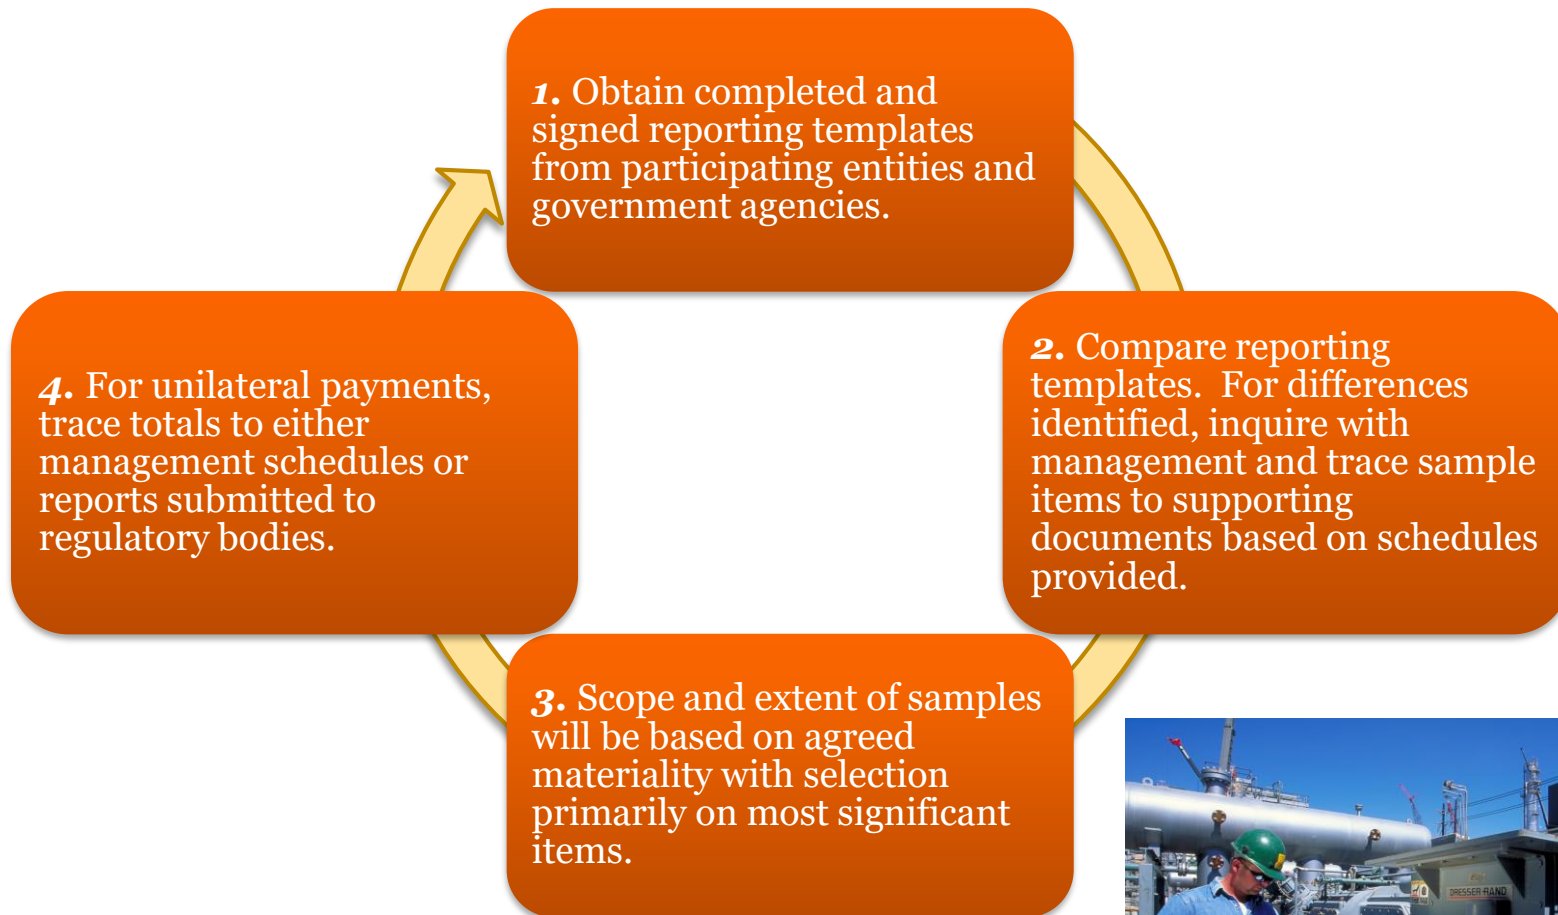 1. Obtain completed and
signed reporting templates
from participating entities and
government agencies.
2. Compare reporting
templates.  For differences
identified, inquire with
management and trace sample
items to supporting
documents based on schedules
provided.
3. Scope and extent of samples
will be based on agreed
materiality with selection
primarily on most significant
items.
4. For unilateral payments,
trace totals to either
management schedules or
reports submitted to
regulatory bodies.
DRESSER-RAND